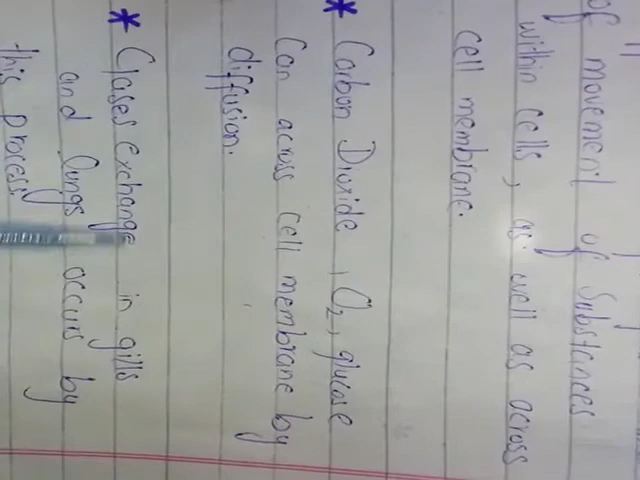 of movement of Substances
within cells, as well as across
cell membrane.
* Carbon Dioxide, O2, glucose
Can across cell membrane by
diffusion.
* Gases exchange in gills
and lungs occurs by
this process.